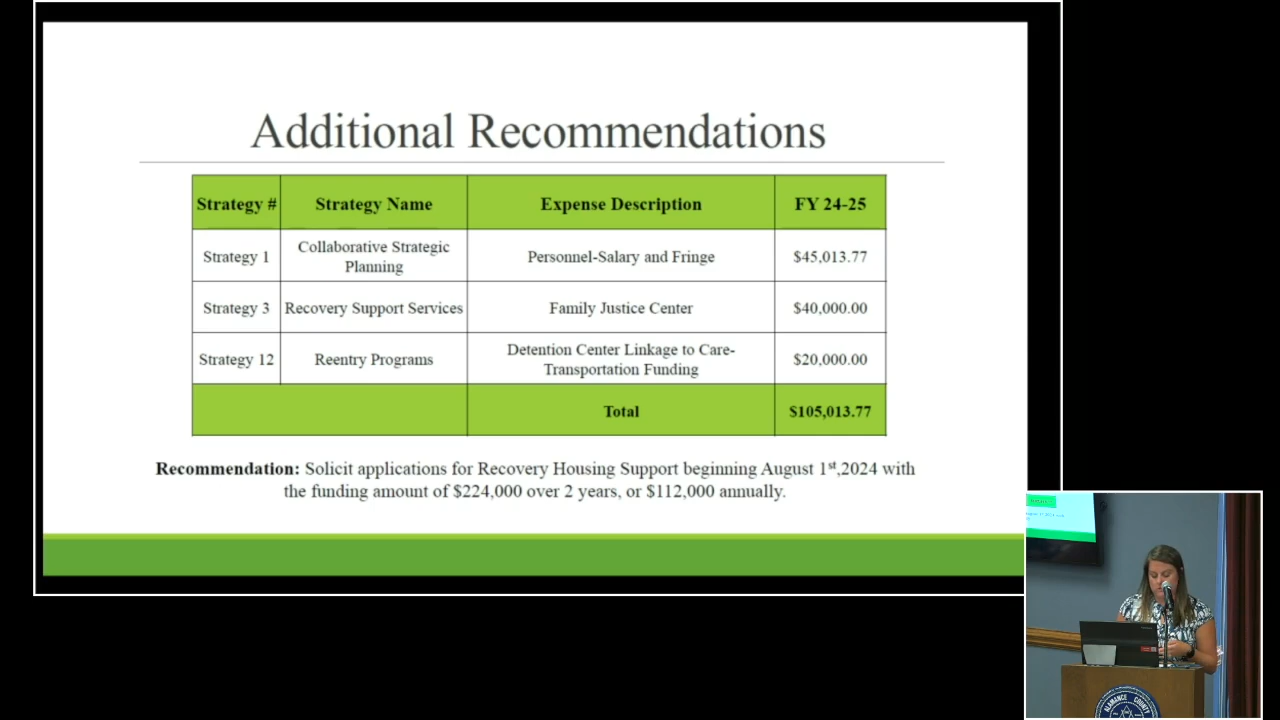 Additional Recommendations
Strategy # Strategy Name Expense Description FY 24-25
Strategy 1 Collaborative Strategic Planning Personnel-Salary and Fringe $45,013.77
Strategy 3 Recovery Support Services Family Justice Center $40,000.00
Strategy 12 Reentry Programs Detention Center Linkage to Care-Transportation Funding $20,000.00
Total $105,013.77
Recommendation: Solicit applications for Recovery Housing Support beginning August 1st,2024 with
the funding amount of $224,000 over 2 years, or $112,000 annually.
ALAMANCE COUNTY